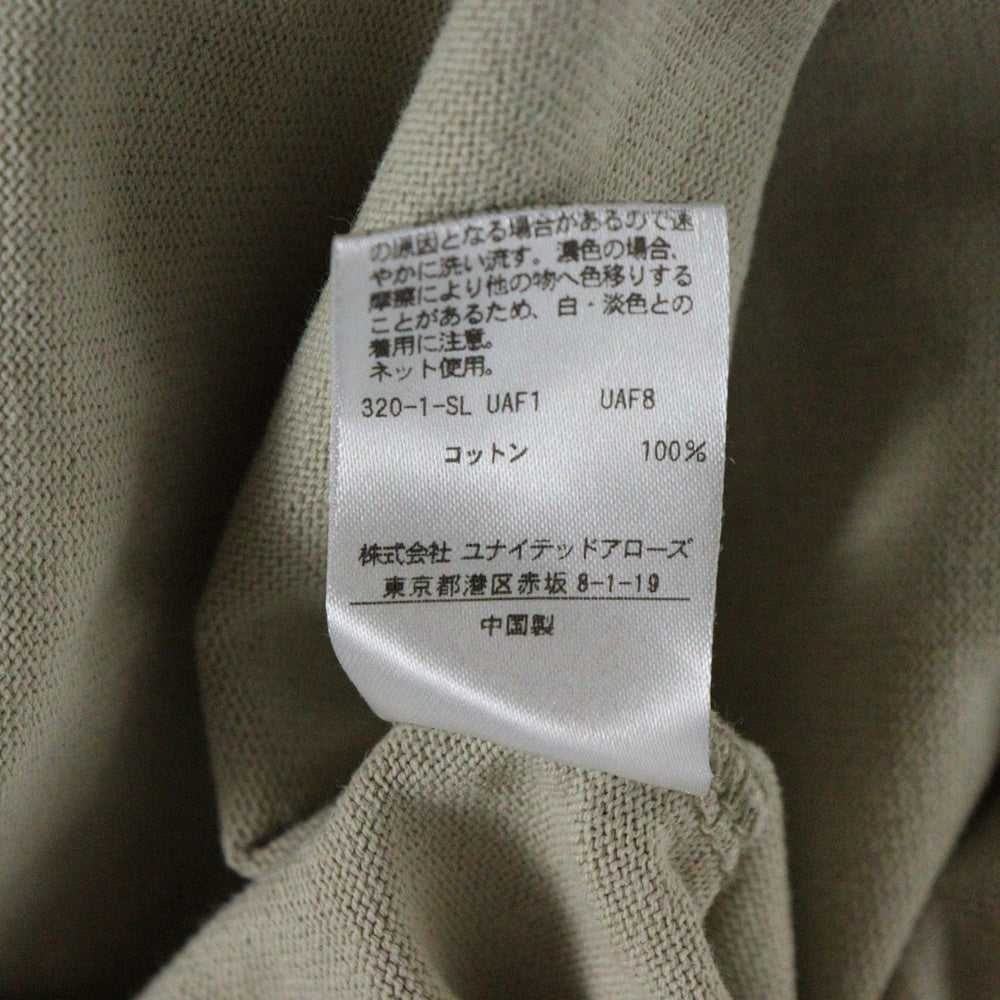 の原因となる場合があるので速
やかに洗い流す。濃色の場合、
摩擦により他の物へ色移りする
ことがあるため、白・淡色との
着用に注意。
ネット使用。
320-1-SL UAF1 UAF8
コットン 100%
株式会社 ユナイテッドアローズ
東京都港区赤坂 8-1-19
中国製